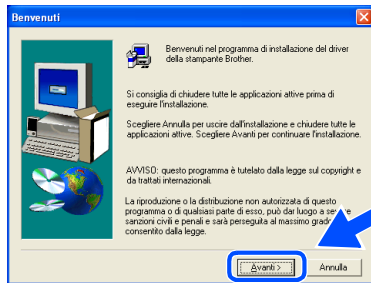 Benvenuti
Benvenuti nel programma di installazione del driver
della stampante Brother.
Si consiglia di chiudere tutte le applicazioni attive prima di
eseguire l'installazione.
Scegliere Annulla per uscire dall'installazione e chiudere tutte le
applicazioni attive. Scegliere Avanti per continuare l'installazione.
AVVISO: questo programma è tutelato dalla legge sul copyright e
da trattati internazionali.
La riproduzione o la distribuzione non autorizzata di questo
programma o di qualsiasi parte di esso, può dar luogo a
sanzioni civili e penali e sarà perseguita al massimo grado
consentito dalla legge.
Avanti >
Annulla